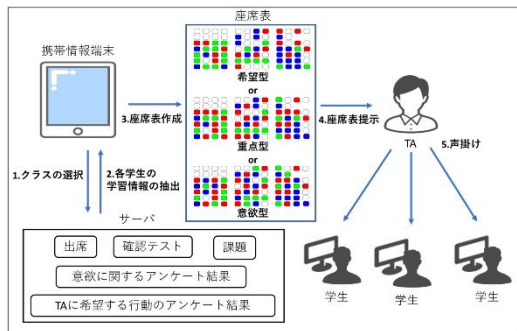 座席表
携帯情報端末
希望型
or
3.座席表作成
4.座席表提示
重点型
TA
or
5.声掛け
1.クラスの選択
2.各学生の
学習情報の抽出
意欲型
サーバ
出席
確認テスト
課題
意欲に関するアンケート結果
TAに希望する行動のアンケート結果
学生
学生
学生